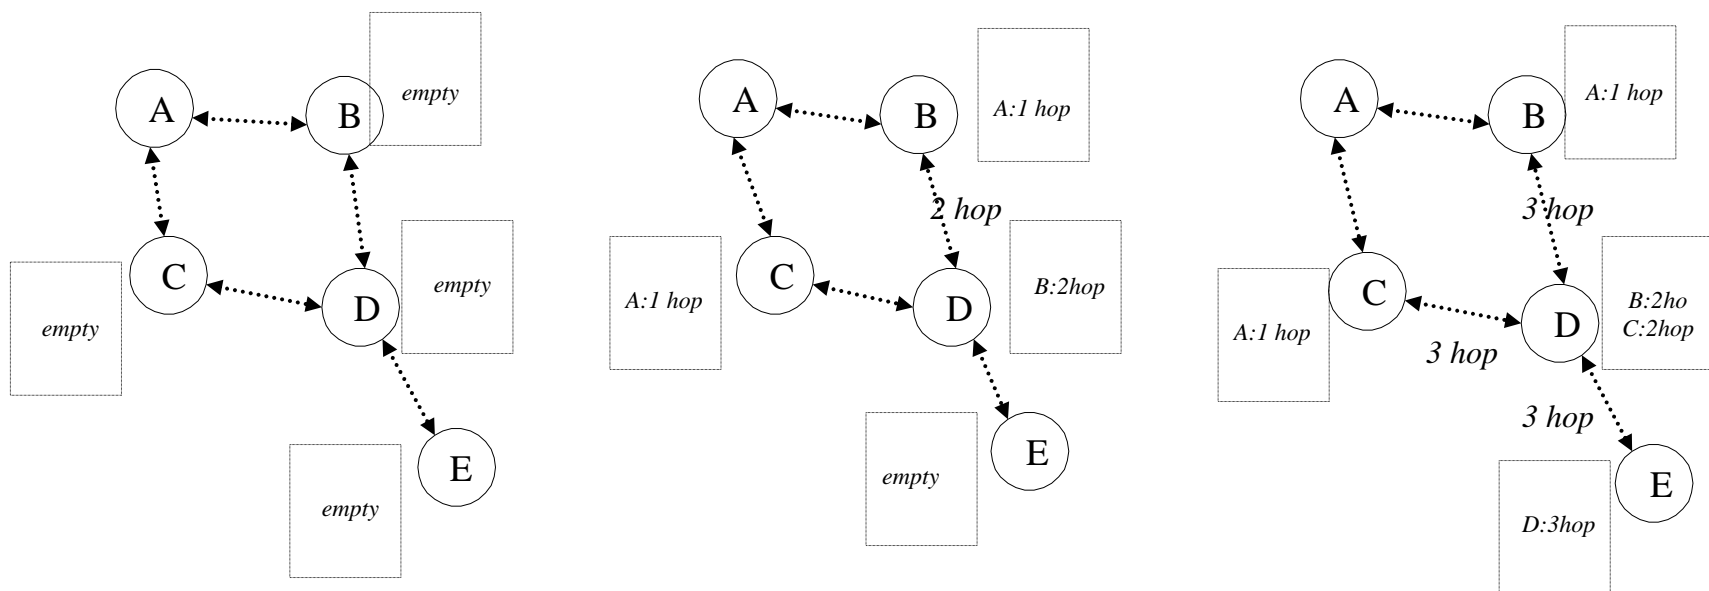 A
B
empty
C
D
empty
empty
E
empty
A
B
A:1 hop
2 hop
C
D
A:1 hop
B:2hop
E
empty
A
B
A:1 hop
3 hop
C
D
A:1 hop
B:2ho
C:2hop
3 hop
3 hop
E
D:3hop